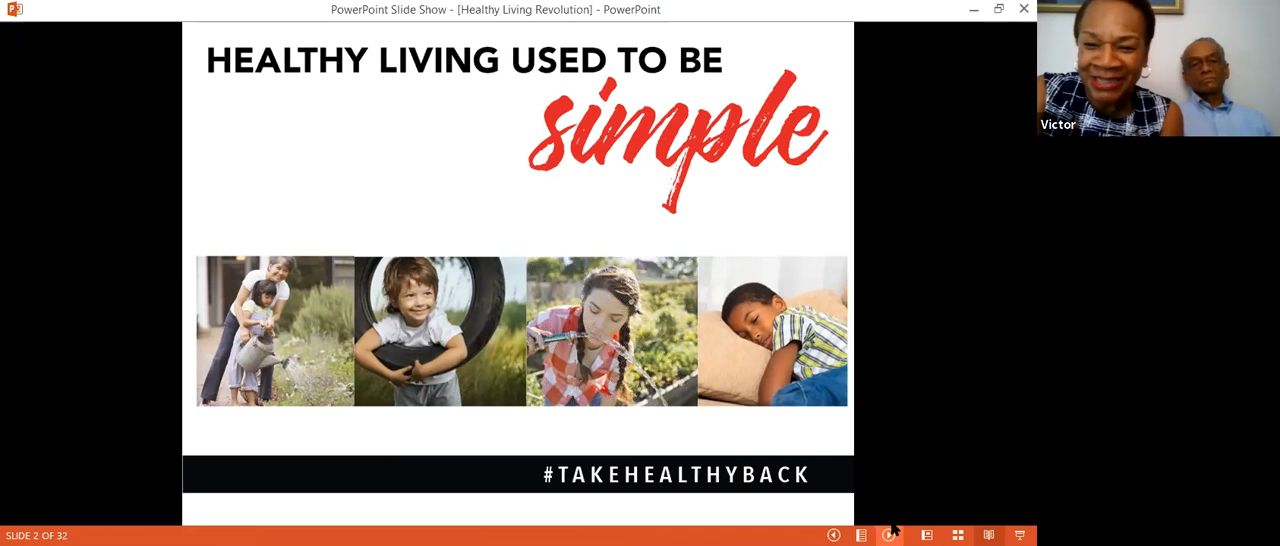 PowerPoint Slide Show - [Healthy Living Revolution] - PowerPoint
HEALTHY LIVING USED TO BE
simple
Victor
#TAKEHEALTHYBACK
SLIDE 2 OF 32